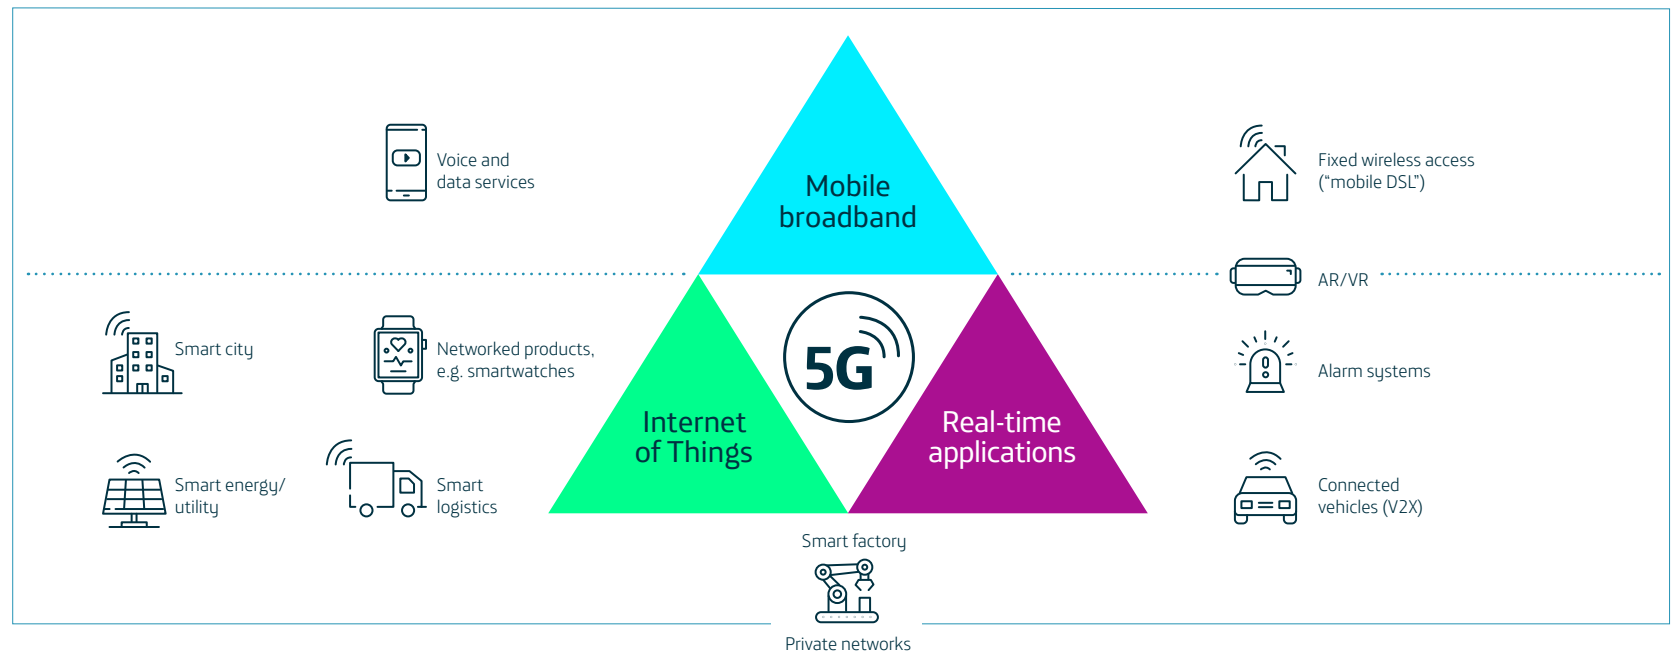 Voice and
data services
Mobile
broadband
Fixed wireless access
(“mobile DSL”)
AR/VR
Smart city
Networked products,
e.g. smartwatches
5G
Alarm systems
Internet
of Things
Real-time
applications
Smart energy/
utility
Smart
logistics
Connected
vehicles (V2X)
Smart factory
Private networks